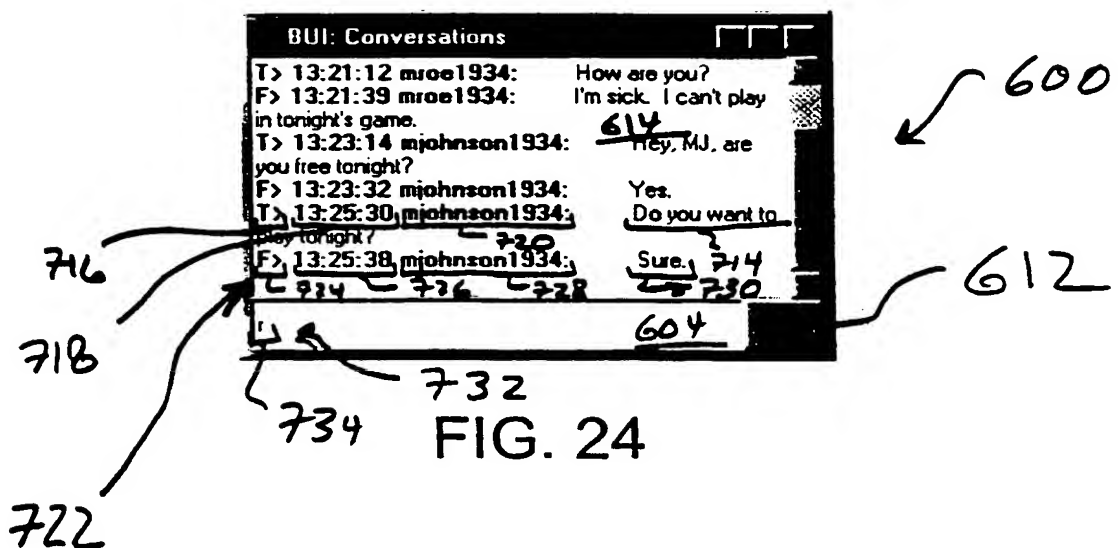 BUI: Conversations
T> 13:21:12 mroe1934: How are you?
F> 13:21:39 mroe1934: I'm sick. I can't play
in tonight's game.
614
T> 13:23:14 mjohnson1934: Hey, MJ, are
you free tonight?
F> 13:23:32 mjohnson1934: Yes.
T> 13:25:30 mjohnson1934: Do you want to
play tonight?
720
F> 13:25:38 mjohnson1934: Sure. 714
724 726 728 730
604
600
612
716
718
732
734
FIG. 24
722